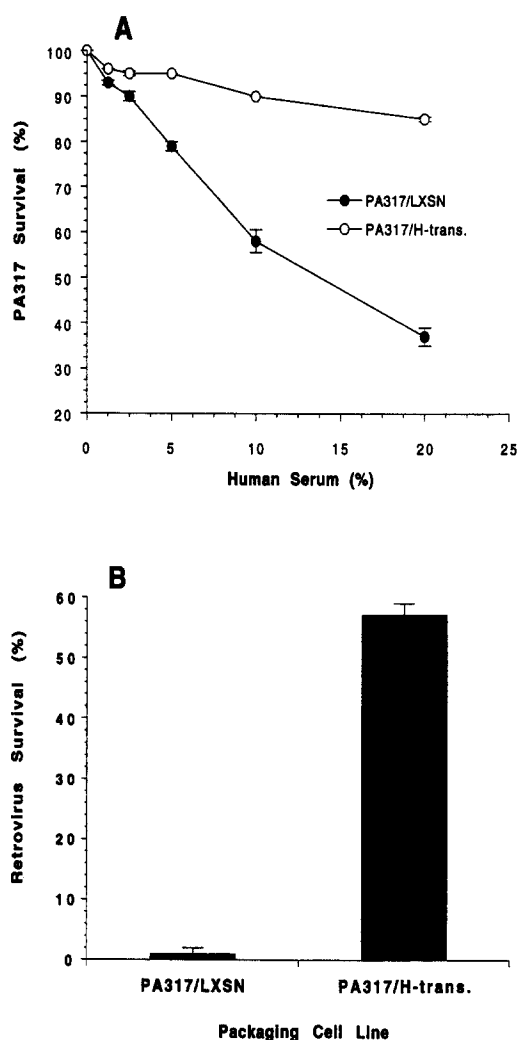 A
100
90
80
70
60
50
40
30
20
PA317 Survival (%)
PA317/LXSN
PA317/H-trans.
0 5 10 15 20 25
Human Serum (%)
B
60
50
40
30
20
10
0
Retrovirus Survival (%)
PA317/LXSN PA317/H-trans.
Packaging Cell Line